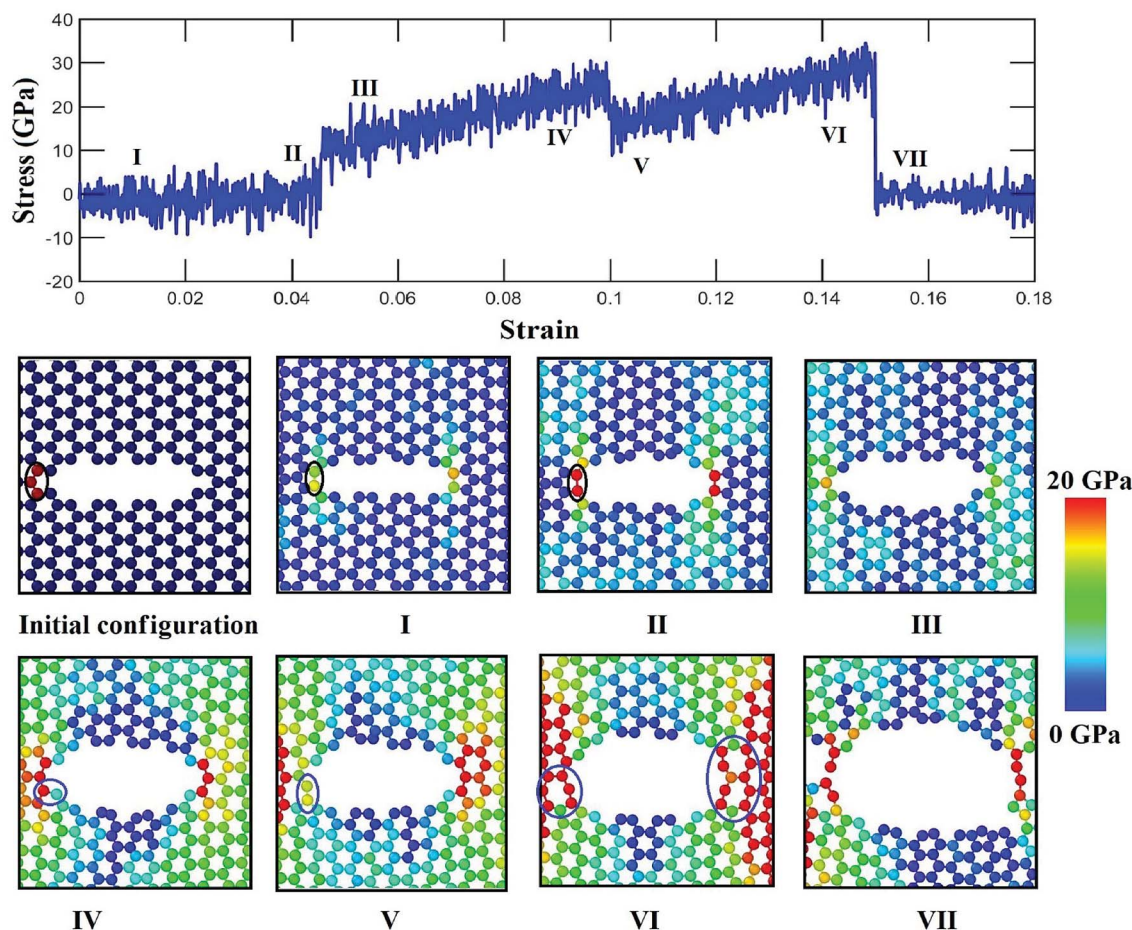 40
30
20
10
0
-10
-20
Stress (GPa)
I
II
III
IV
V
VI
VII
0
0.02
0.04
0.06
0.08
0.1
0.12
0.14
0.16
0.18
Strain
Initial configuration
I
II
III
20 GPa
0 GPa
IV
V
VI
VII